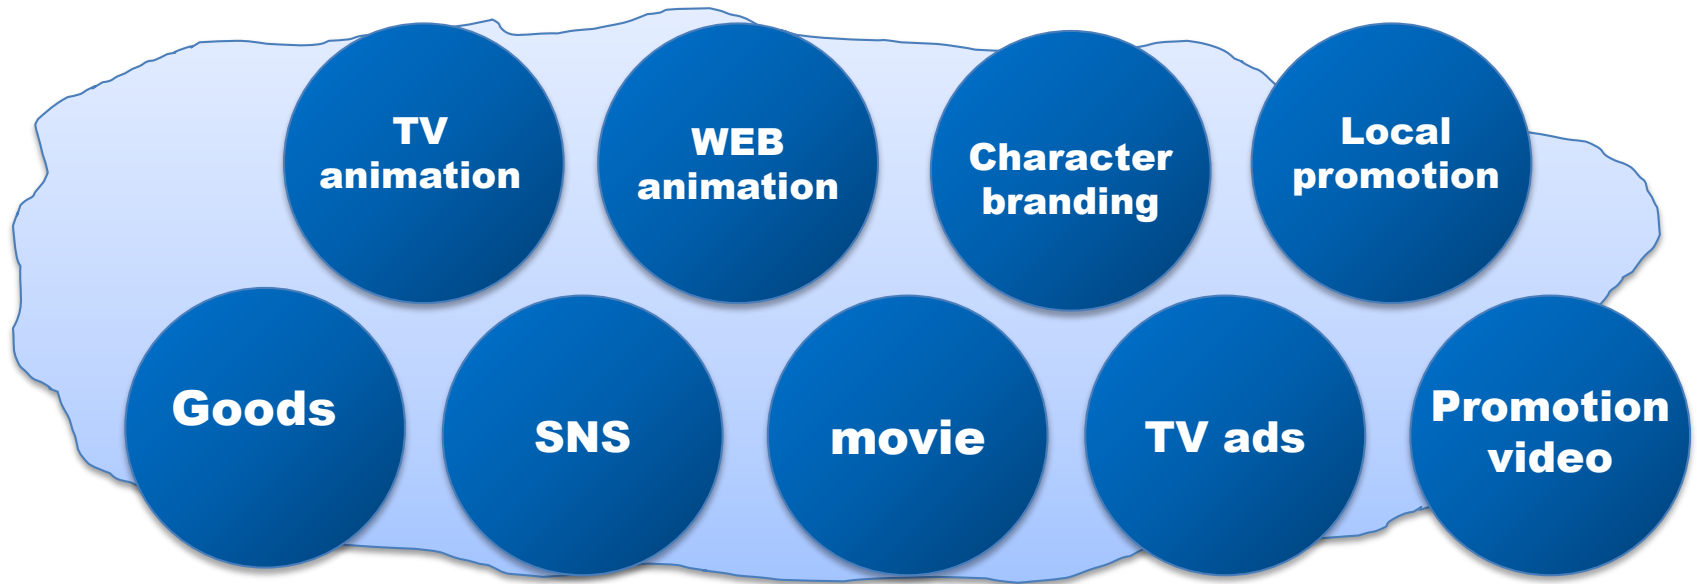 TV
animation
WEB
animation
Character
branding
Local
promotion
Goods
SNS
movie
TV ads
Promotion
video